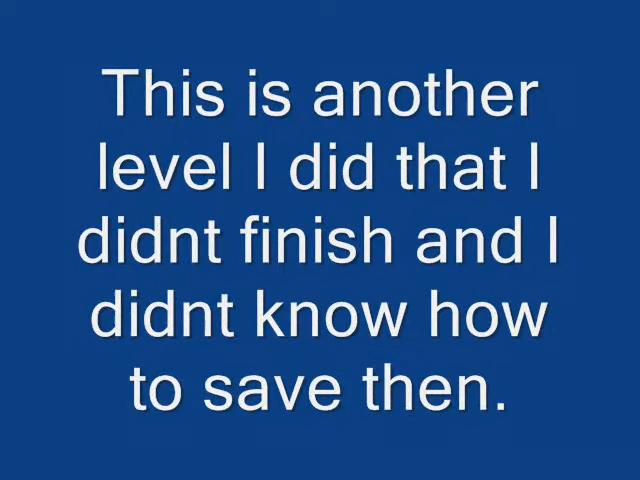 This is another
level I did that I
didnt finish and I
didnt know how
to save then.